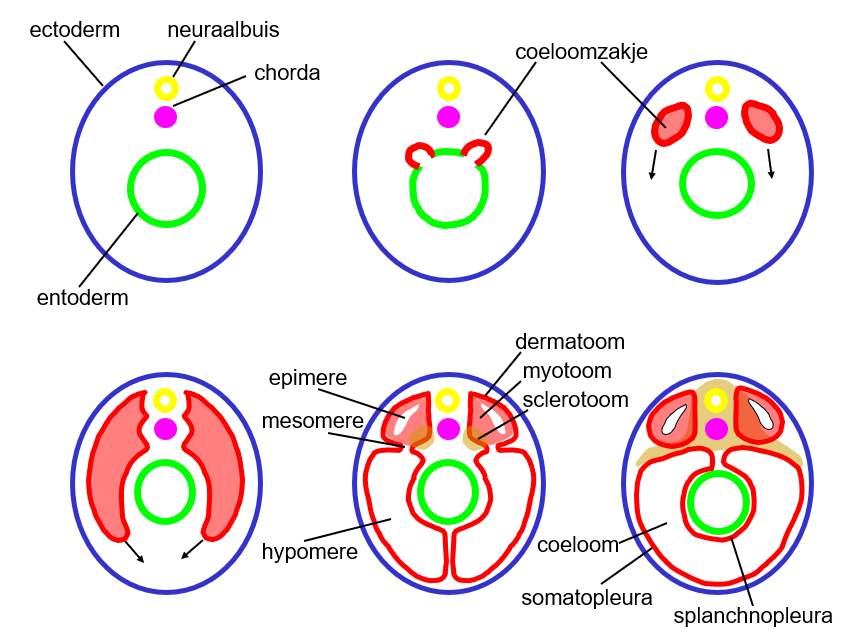 ectoderm
neuraalbuis
chorda
coeloomzakje
entoderm
epimere
mesomere
hypomere
dermatoom
myotoom
sclerotoom
coeloom
somatopleura
splanchnopleura